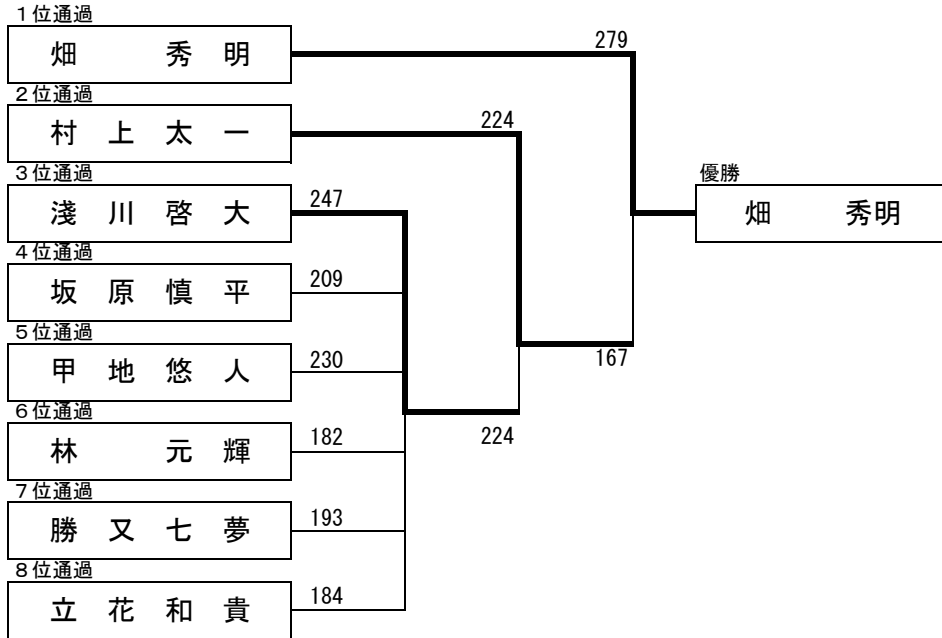 1位通過
畑 秀 明
279
2位通過
村 上 太 一
224
3位通過
淺 川 啓 大
247
優勝
畑 秀明
4位通過
坂 原 慎 平
209
5位通過
甲 地 悠 人
230
167
6位通過
林 元 輝
182
224
7位通過
勝 又 七 夢
193
8位通過
立 花 和 貴
184